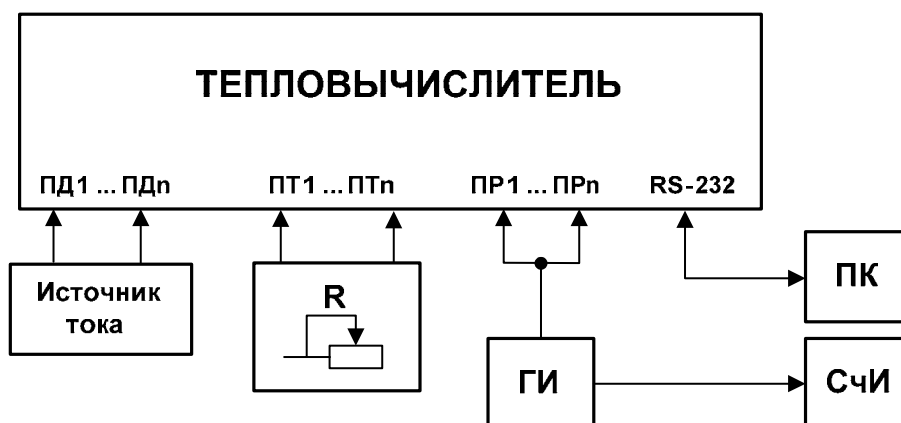 ТЕПЛОВЫЧИСЛИТЕЛЬ
ПД1 ... ПДn ПТ1 ... ПТn ПР1 ... ПРn RS-232
Источник
тока
R
ПК
ГИ
СчИ